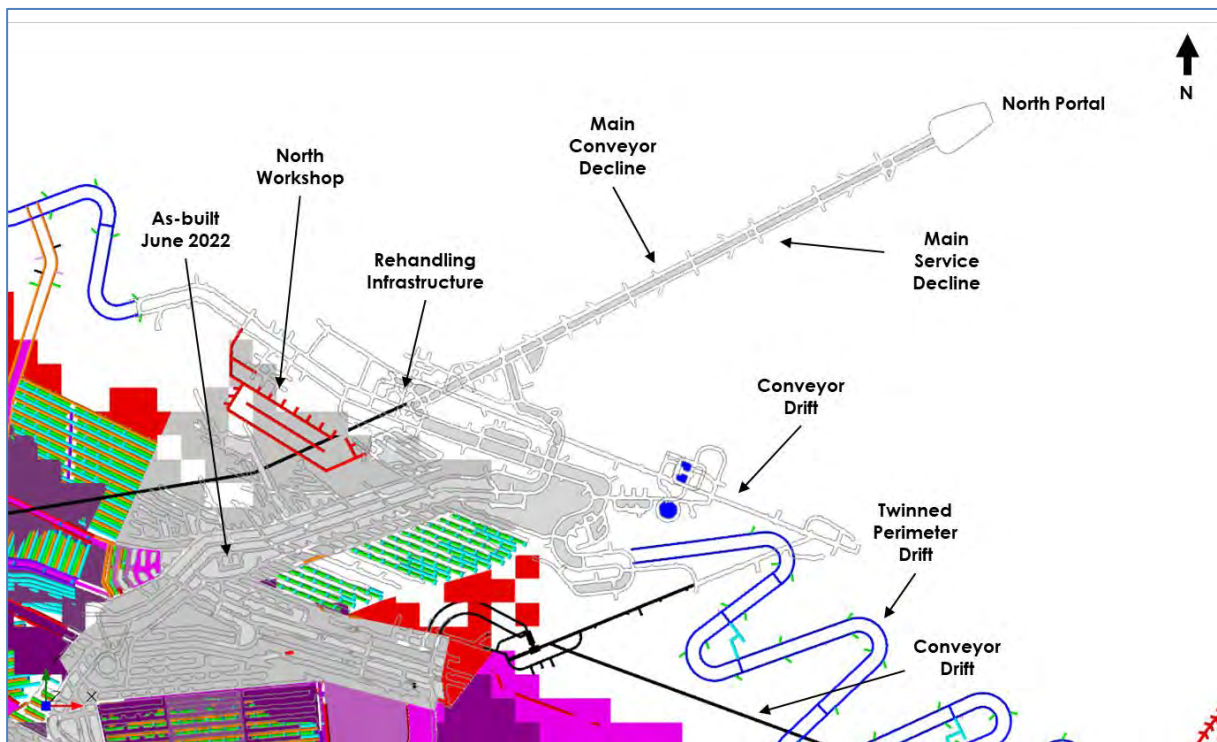 N
North Portal
Main
Conveyor
Decline
North
Workshop
As-built
June 2022
Rehandling
Infrastructure
Main
Service
Decline
Conveyor
Drift
Twinned
Perimeter
Drift
Conveyor
Drift